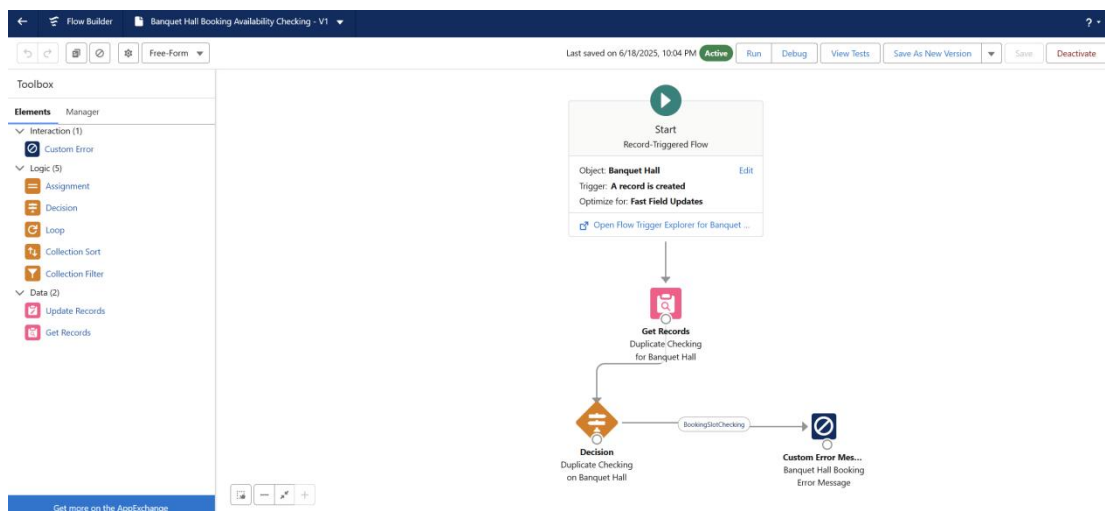 Flow Builder
Banquet Hall Booking Availability Checking - V1
?
Free-Form
Last saved on 6/18/2025, 10:04 PM
Active
Run
Debug
View Tests
Save As New Version
Save
Deactivate
Toolbox
Elements
Manager
Interaction (1)
Custom Error
Logic (5)
Assignment
Decision
Loop
Collection Sort
Collection Filter
Data (2)
Update Records
Get Records
Get more on the AppExchange
Start
Record-Triggered Flow
Object: Banquet Hall
Edit
Trigger: A record is created
Optimize for: Fast Field Updates
Open Flow Trigger Explorer for Banquet ...
Get Records
Duplicate Checking
for Banquet Hall
BookingSlotChecking
Decision
Duplicate Checking
on Banquet Hall
Custom Error Mes...
Banquet Hall Booking
Error Message